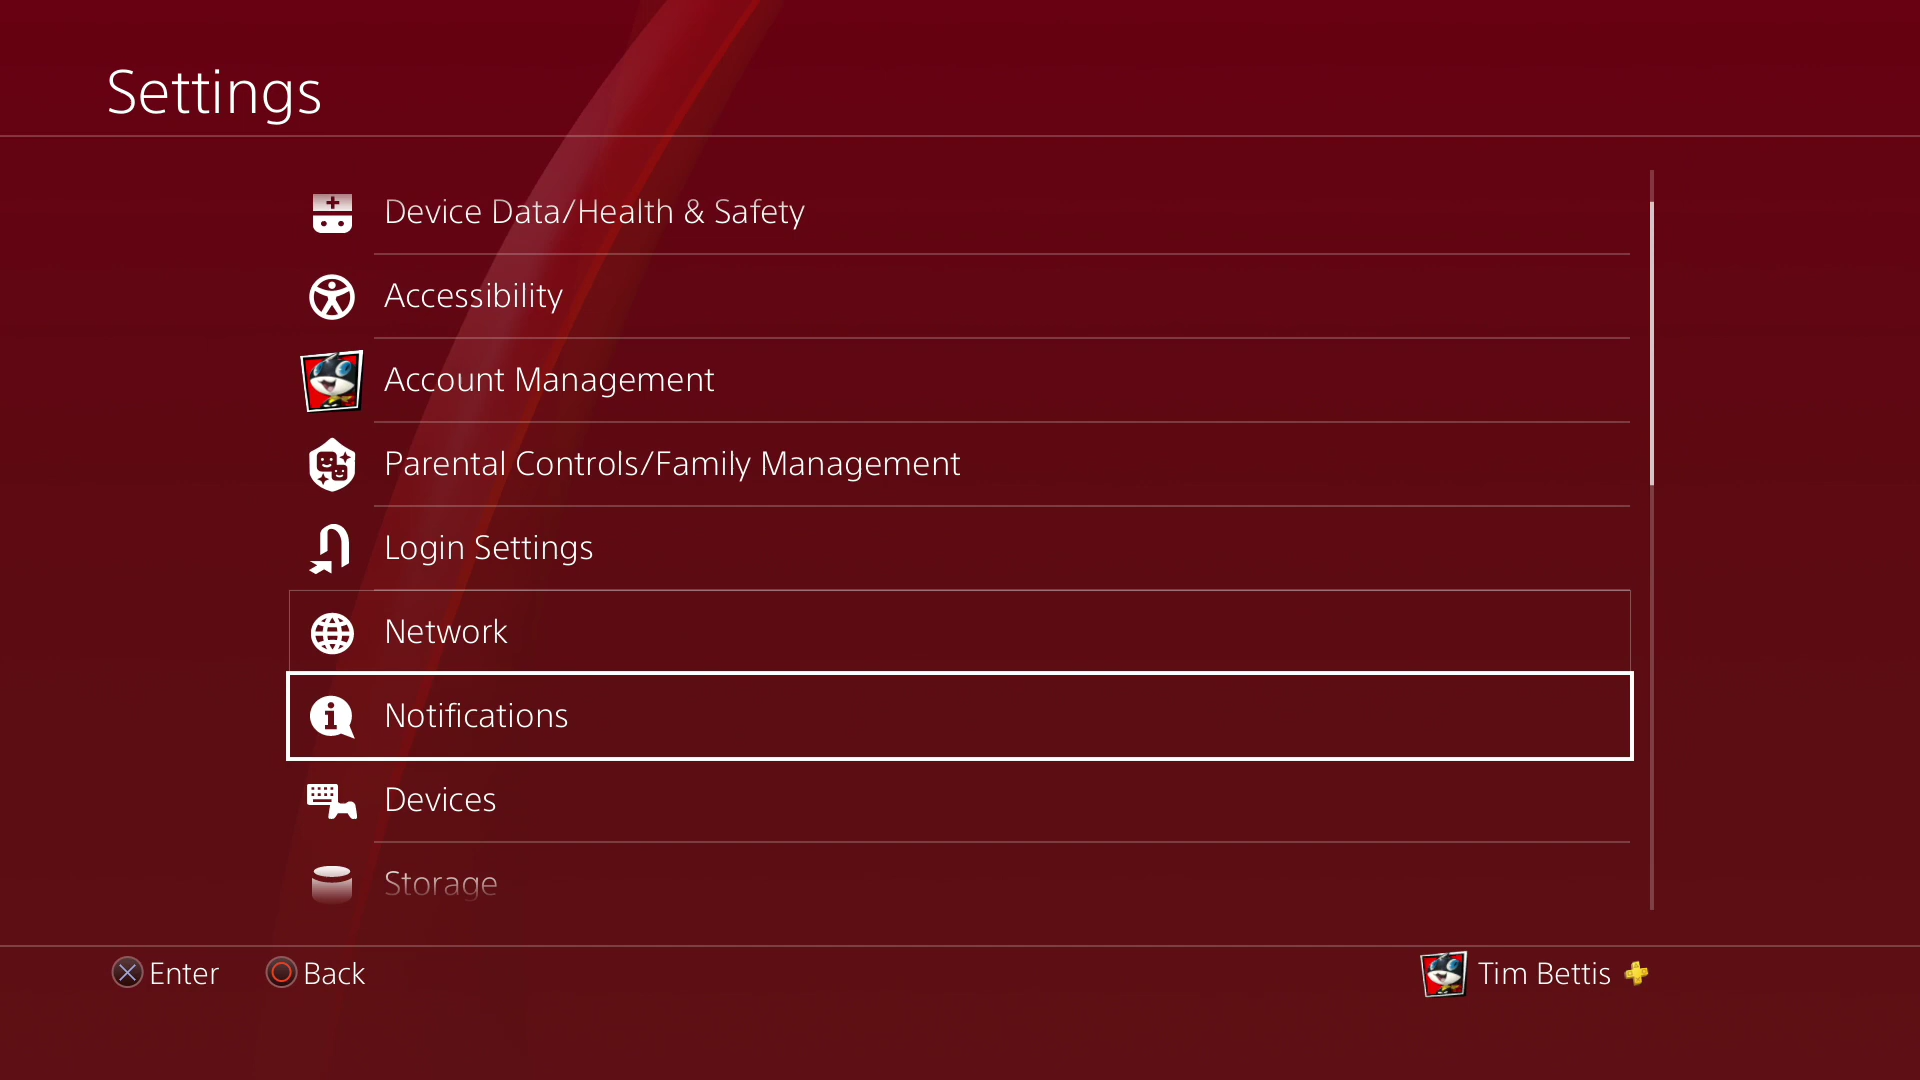 Settings
Device Data/Health & Safety
Accessibility
Account Management
Parental Controls/Family Management
Login Settings
Network
Notifications
Devices
Storage
Enter
Back
Tim Bettis